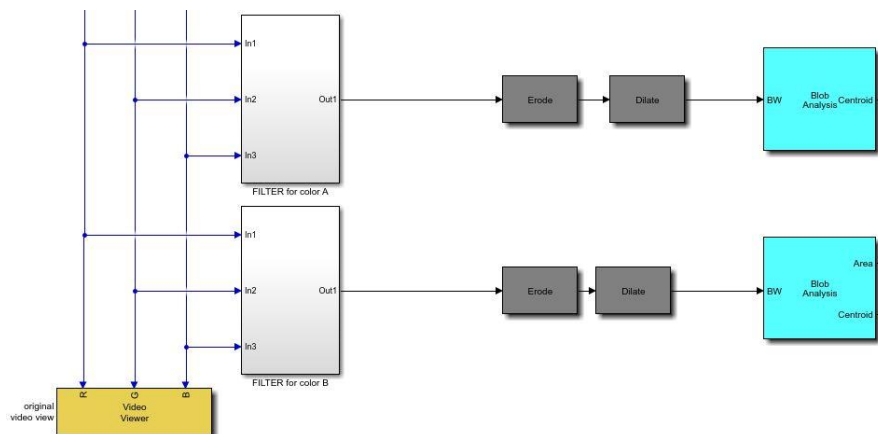 In1
In2
In3
Out1
FILTER for color A
Erode
Dilate
BW
Blob
Analysis
Centroid
In1
In2
In3
Out1
FILTER for color B
Erode
Dilate
BW
Blob
Analysis
Area
Centroid
original
video view
R
G
B
Video
Viewer